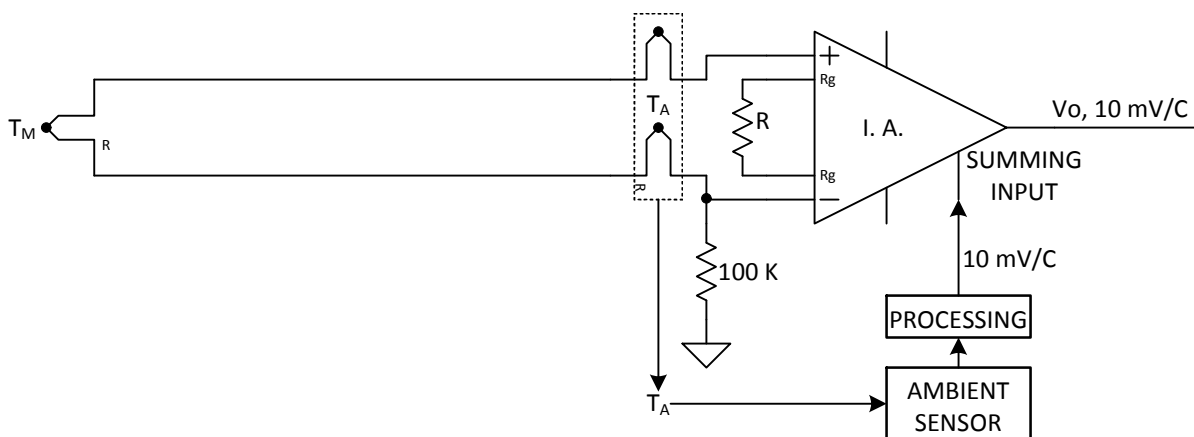 T_A
T_M
R
R
+
Rg
R
Rg
−
I. A.
Vo, 10 mV/C
SUMMING
INPUT
100 K
10 mV/C
PROCESSING
T_A
AMBIENT
SENSOR